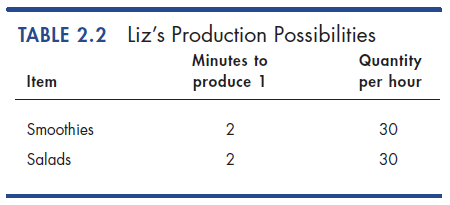 TABLE 2.2 Liz's Production Possibilities
Minutes to Quantity
Item produce 1 per hour
Smoothies 2 30
Salads 2 30